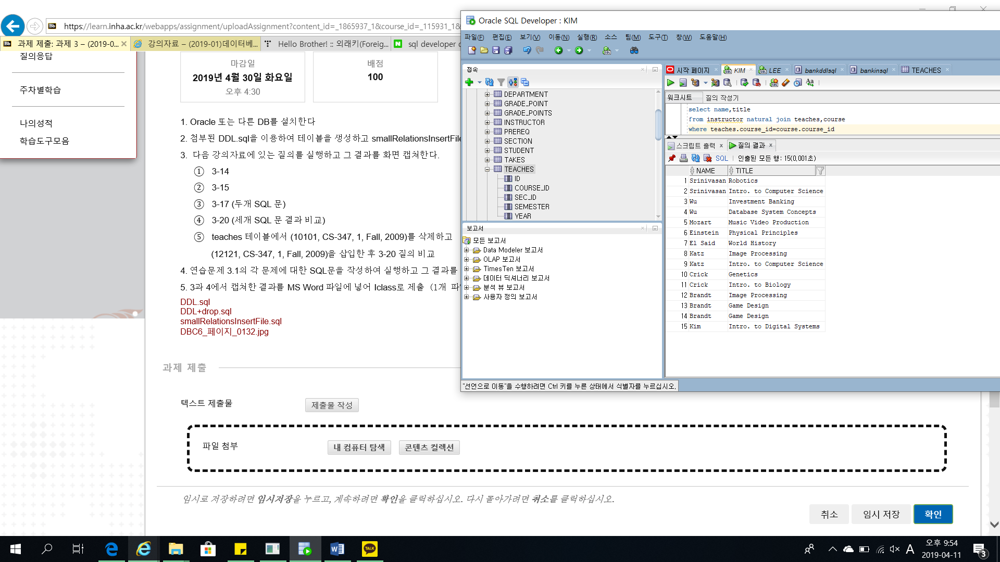 https://learn.inha.ac.kr/webapps/assignment/uploadAssignment?content_id=_1865937_1&course_id=_115931_1&
과제 제출: 과제 3 – (2019-0...
강의자료 – (2019-01)데이터베...
Hello Brother! :: 외래키(Foreig...
sql developer
질의응답
주차별학습
나의성적
학습도구모음
마감일
2019년 4월 30일 화요일
오후 4:30
배점
100
1. Oracle 또는 다른 DB를 설치한다
2. 첨부된 DDL.sql을 이용하여 테이블을 생성하고 smallRelationsInsertFile
3. 다음 강의자료에 있는 질의를 실행하고 그 결과를 화면 캡쳐한다.
① 3-14
② 3-15
③ 3-17 (두개 SQL 문)
④ 3-20 (세개 SQL 문 결과 비교)
⑤ teaches 테이블에서 (10101, CS-347, 1, Fall, 2009)를 삭제하고
(12121, CS-347, 1, Fall, 2009)을 삽입한 후 3-20 질의 비교
4. 연습문제 3.1의 각 문제에 대한 SQL문을 작성하여 실행하고 그 결과를
5. 3과 4에서 캡쳐한 결과를 MS Word 파일에 넣어 Iclass로 제출 (1개 파일
DDL.sql
DDL+drop.sql
smallRelationsInsertFile.sql
DBC6_페이지_0132.jpg
과제 제출
텍스트 제출물
제출물 작성
파일 첨부
내 컴퓨터 탐색
콘텐츠 컬렉션
임시로 저장하려면 임시저장을 누르고, 계속하려면 확인을 클릭하십시오. 다시 돌아가려면 취소를 클릭하십시오.
취소
임시 저장
확인
Oracle SQL Developer : KIM
파일(F) 편집(E) 보기(V) 이동(N) 실행(R) 소스 팀(M) 도구(T) 창(W) 도움말(H)
접속
DEPARTMENT
GRADE_POINT
GRADE_POINTS
INSTRUCTOR
PREREQ
SECTION
STUDENT
TAKES
TEACHES
ID
COURSE_ID
SEC_ID
SEMESTER
YEAR
보고서
모든 보고서
Data Modeler 보고서
OLAP 보고서
TimesTen 보고서
데이터 딕셔너리 보고서
분석 뷰 보고서
사용자 정의 보고서
시작 페이지
KIM
LEE
bankddlsql
bankinsql
TEACHES
워크시트 질의 작성기
select name,title
from instructor natural join teaches,course
where teaches.course_id=course.course_id
스크립트 출력
질의 결과
SQL
인출된 모든 행: 15(0,001초)
NAME TITLE
1 Srinivasan Robotics
2 Srinivasan Intro. to Computer Science
3 Wu Investment Banking
4 Wu Database System Concepts
5 Mozart Music Video Production
6 Einstein Physical Principles
7 El Said World History
8 Katz Image Processing
9 Katz Intro. to Computer Science
10 Crick Genetics
11 Crick Intro. to Biology
12 Brandt Image Processing
13 Brandt Game Design
14 Brandt Game Design
15 Kim Intro. to Digital Systems
"선언으로 이동"을 수행하려면 Ctrl 키를 누른 상태에서 식별자를 누르십시오.
A
오후 9:54
2019-04-11
3